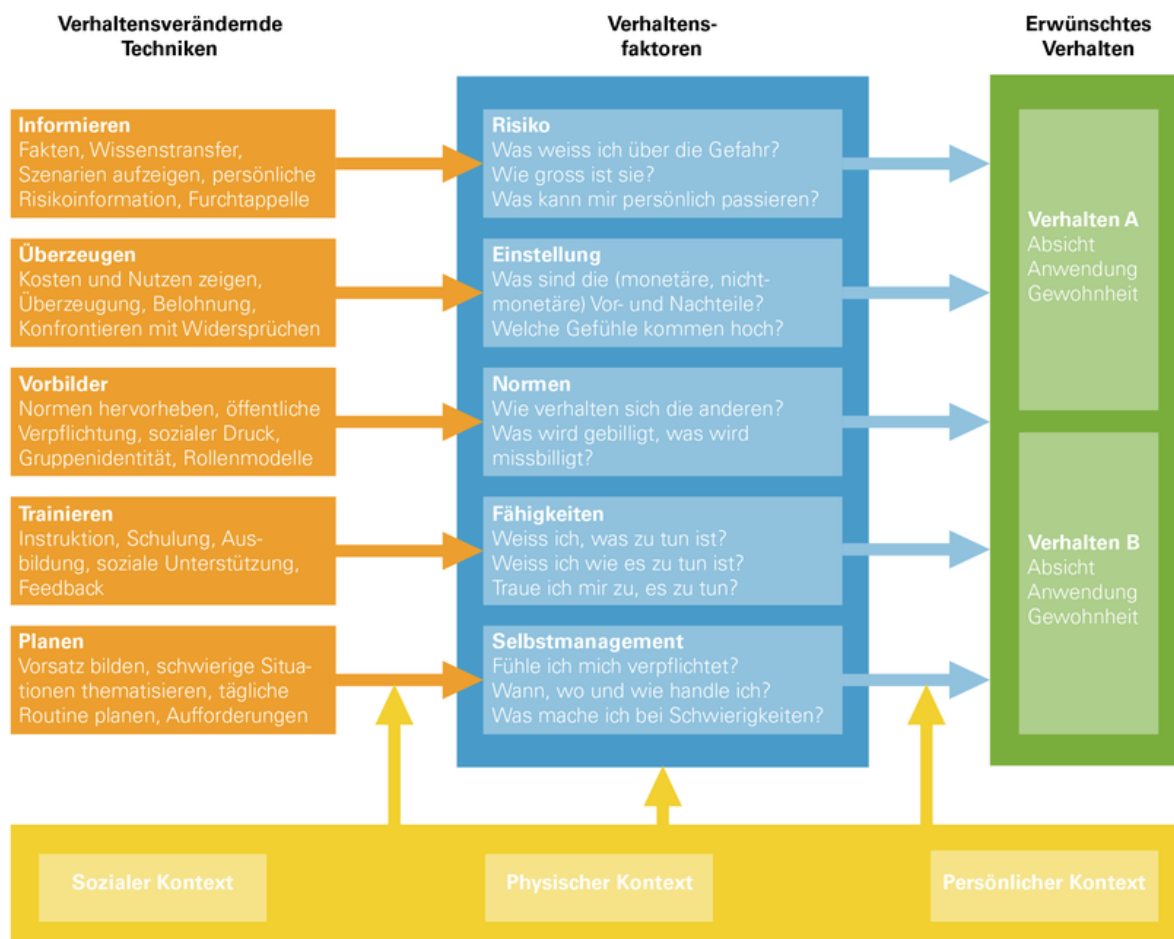 Verhaltensverändernde
Techniken
Verhaltens-
faktoren
Erwünschtes
Verhalten
Informieren
Fakten, Wissenstransfer,
Szenarien aufzeigen, persönliche
Risikoinformation, Furchtappelle
Risiko
Was weiss ich über die Gefahr?
Wie gross ist sie?
Was kann mir persönlich passieren?
Überzeugen
Kosten und Nutzen zeigen,
Überzeugung, Belohnung,
Konfrontieren mit Widersprüchen
Einstellung
Was sind die (monetäre, nicht-
monetäre) Vor- und Nachteile?
Welche Gefühle kommen hoch?
Verhalten A
Absicht
Anwendung
Gewohnheit
Vorbilder
Normen hervorheben, öffentliche
Verpflichtung, sozialer Druck,
Gruppenidentität, Rollenmodelle
Normen
Wie verhalten sich die anderen?
Was wird gebilligt, was wird
missbilligt?
Trainieren
Instruktion, Schulung, Aus-
bildung, soziale Unterstützung,
Feedback
Fähigkeiten
Weiss ich, was zu tun ist?
Weiss ich wie es zu tun ist?
Traue ich mir zu, es zu tun?
Verhalten B
Absicht
Anwendung
Gewohnheit
Planen
Vorsatz bilden, schwierige Situa-
tionen thematisieren, tägliche
Routine planen, Aufforderungen
Selbstmanagement
Fühle ich mich verpflichtet?
Wann, wo und wie handle ich?
Was mache ich bei Schwierigkeiten?
Sozialer Kontext
Physischer Kontext
Persönlicher Kontext